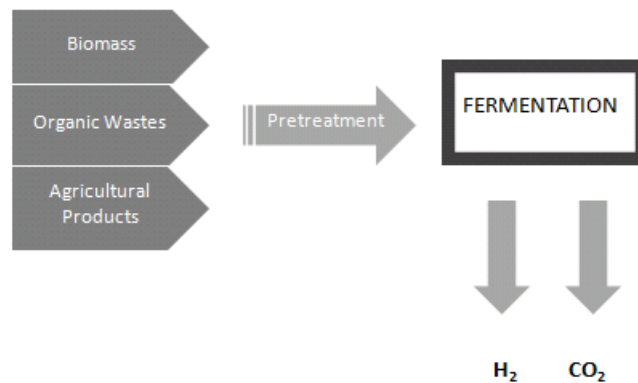 Biomass
Organic Wastes
Agricultural
Products
Pretreatment
FERMENTATION
H₂
CO₂